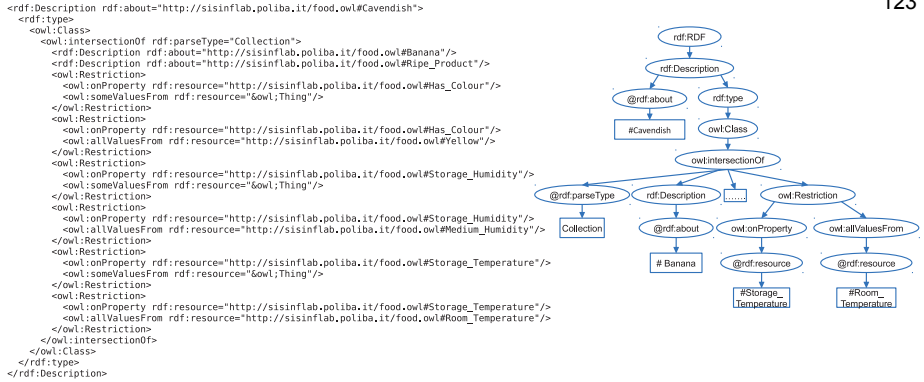 123
<rdf:Description rdf:about="http://sisinflab.poliba.it/food.owl#Cavendish">
<rdf:type>
<owl:Class>
<owl:intersectionOf rdf:parseType="Collection">
<rdf:Description rdf:about="http://sisinflab.poliba.it/food.owl#Banana"/>
<rdf:Description rdf:about="http://sisinflab.poliba.it/food.owl#Ripe_Product"/>
<owl:Restriction>
<owl:onProperty rdf:resource="http://sisinflab.poliba.it/food.owl#Has_Colour"/>
<owl:someValuesFrom rdf:resource="&owl;Thing"/>
</owl:Restriction>
<owl:Restriction>
<owl:onProperty rdf:resource="http://sisinflab.poliba.it/food.owl#Has_Colour"/>
<owl:allValuesFrom rdf:resource="http://sisinflab.poliba.it/food.owl#Yellow"/>
</owl:Restriction>
<owl:Restriction>
<owl:onProperty rdf:resource="http://sisinflab.poliba.it/food.owl#Storage_Humidity"/>
<owl:someValuesFrom rdf:resource="&owl;Thing"/>
</owl:Restriction>
<owl:Restriction>
<owl:onProperty rdf:resource="http://sisinflab.poliba.it/food.owl#Storage_Humidity"/>
<owl:allValuesFrom rdf:resource="http://sisinflab.poliba.it/food.owl#Medium_Humidity"/>
</owl:Restriction>
<owl:Restriction>
<owl:onProperty rdf:resource="http://sisinflab.poliba.it/food.owl#Storage_Temperature"/>
<owl:someValuesFrom rdf:resource="&owl;Thing"/>
</owl:Restriction>
<owl:Restriction>
<owl:onProperty rdf:resource="http://sisinflab.poliba.it/food.owl#Storage_Temperature"/>
<owl:allValuesFrom rdf:resource="http://sisinflab.poliba.it/food.owl#Room_Temperature"/>
</owl:Restriction>
</owl:intersectionOf>
</owl:Class>
</rdf:type>
</rdf:Description>
rdf:RDF
rdf:Description
@rdf:about rdf:type
#Cavendish owl:Class
owl:intersectionOf
@rdf:parseType rdf:Description ....... owl:Restriction
Collection @rdf:about owl:onProperty owl:allValuesFrom
# Banana @rdf:resource @rdf:resource
#Storage_ #Room_
Temperature Temperature